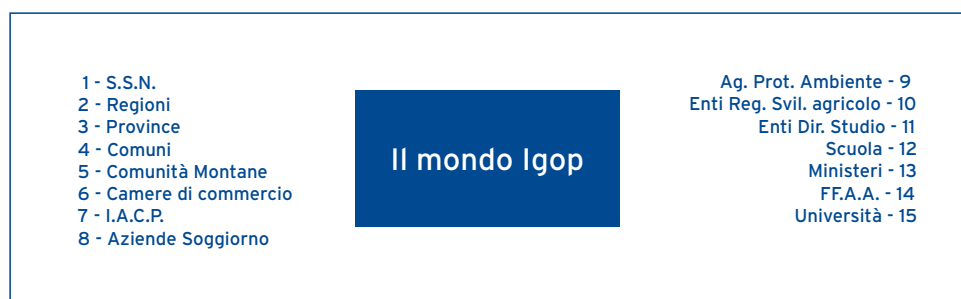 1 - S.S.N.
2 - Regioni
3 - Province
4 - Comuni
5 - Comunità Montane
6 - Camere di commercio
7 - I.A.C.P.
8 - Aziende Soggiorno
Il mondo Igop
Ag. Prot. Ambiente - 9
Enti Reg. Svil. agricolo - 10
Enti Dir. Studio - 11
Scuola - 12
Ministeri - 13
FF.A.A. - 14
Università - 15